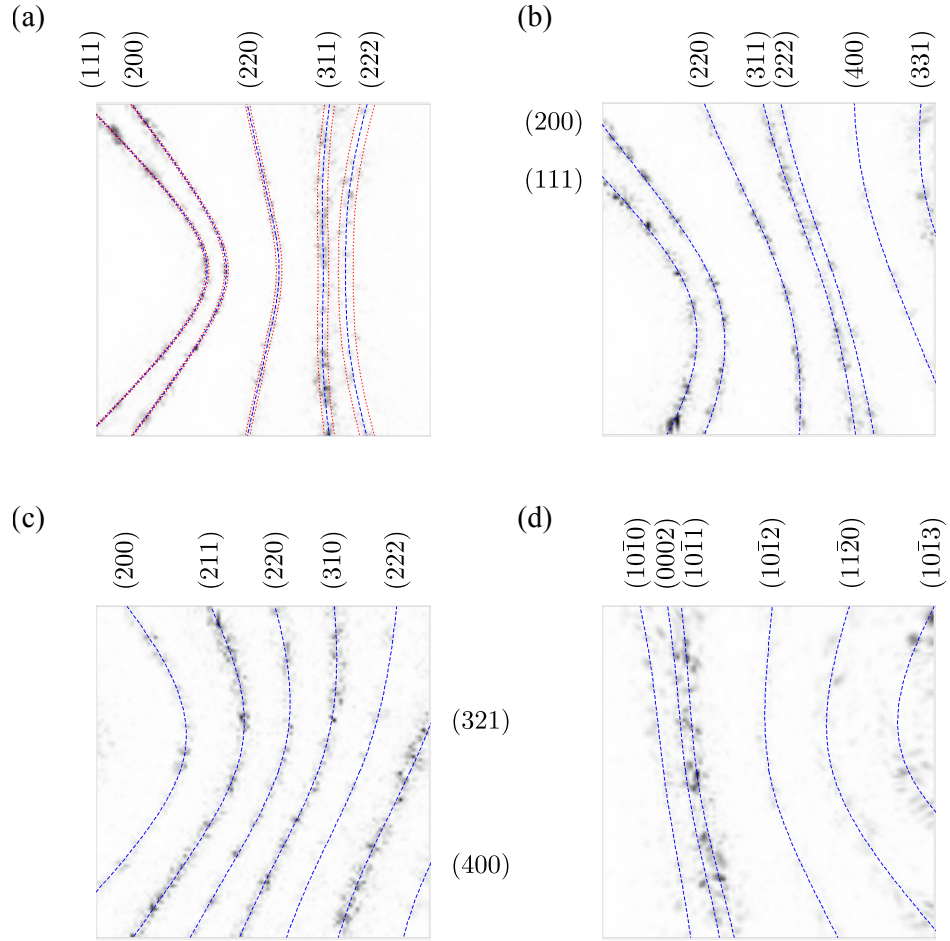 (a)
(111) (200) (220) (311) (222)
(b)
(220) (311) (222) (400) (331)
(200)
(111)
(c)
(200) (211) (220) (310) (222)
(321)
(400)
(d)
(101̄0) (0002) (101̄1) (101̄2) (112̄0) (101̄3)